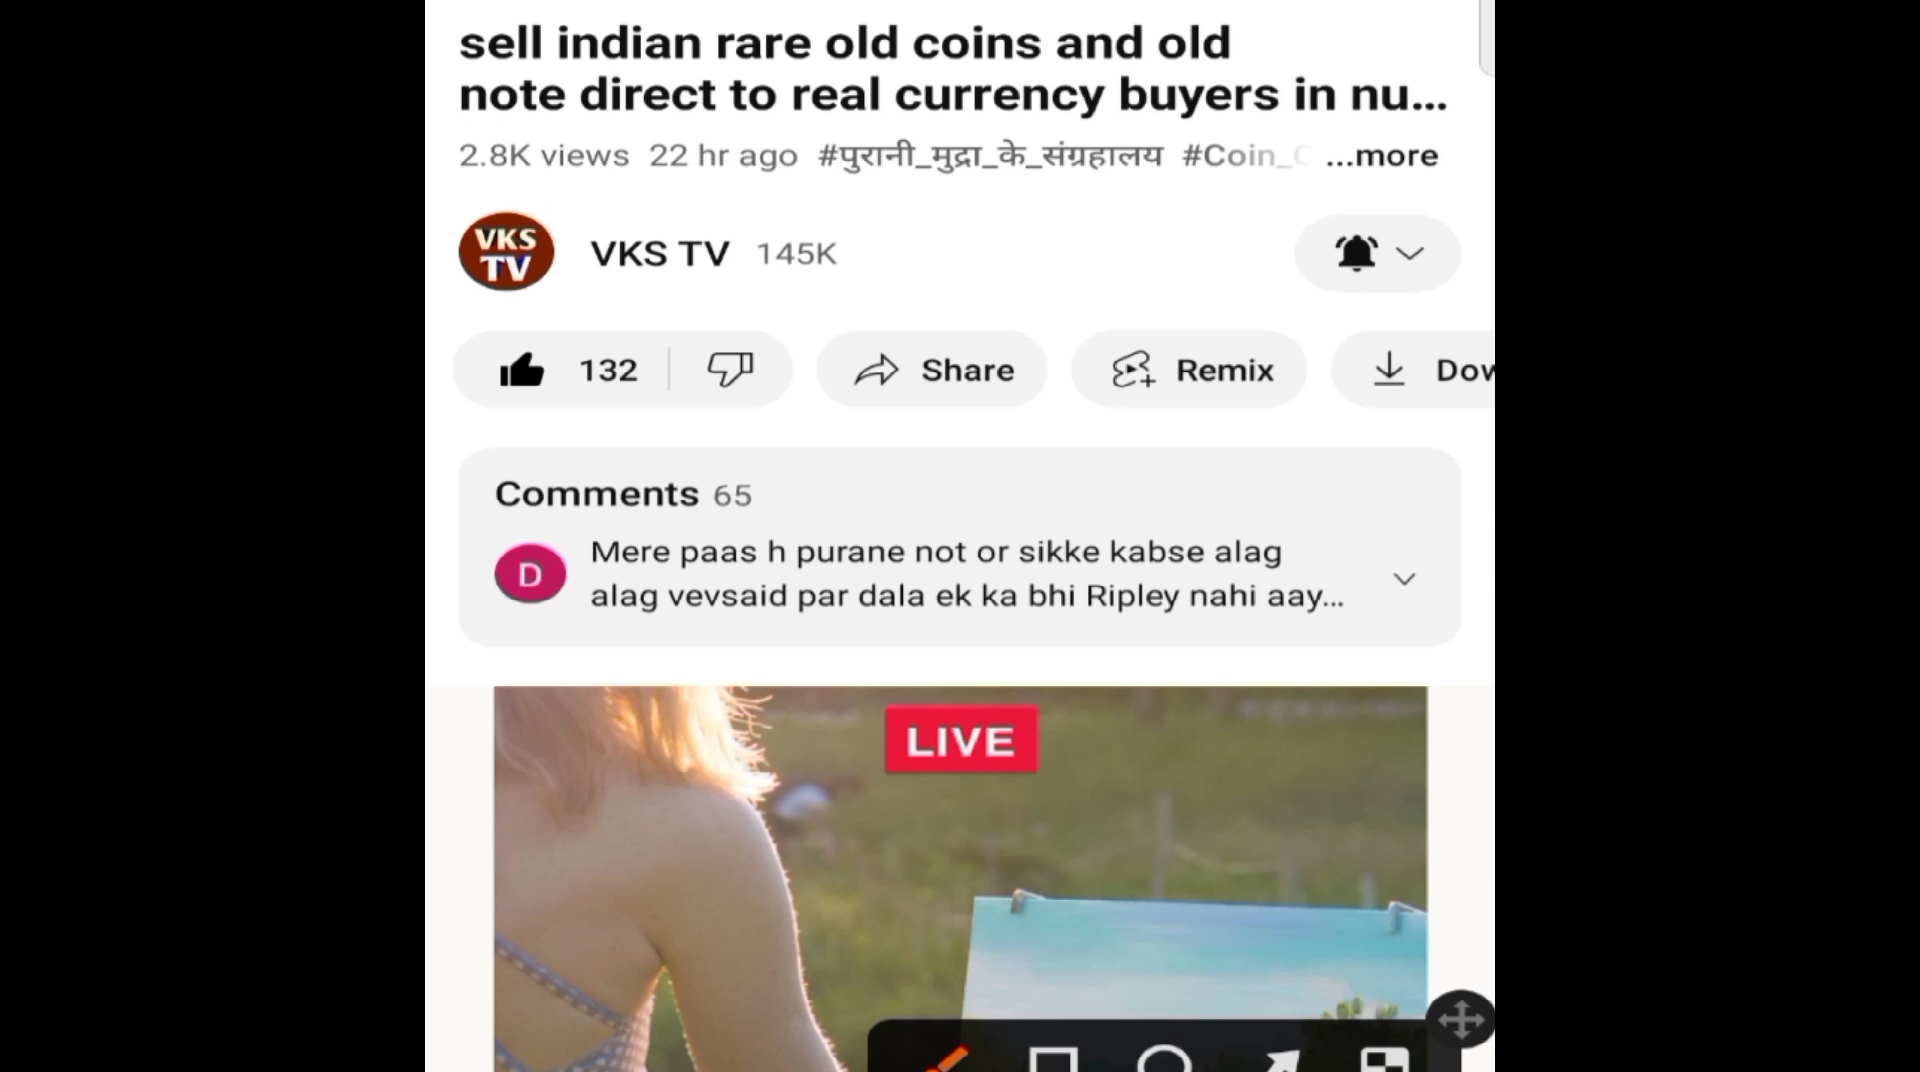 sell indian rare old coins and old
note direct to real currency buyers in nu...
2.8K views 22 hr ago #पुरानी_मुद्रा_के_संग्रहालय #Coin_C ...more
VKS TV
VKS TV 145K
132 Share Remix Dow
Comments 65
D
Mere paas h purane not or sikke kabse alag
alag vevsaid par dala ek ka bhi Ripley nahi aay...
LIVE